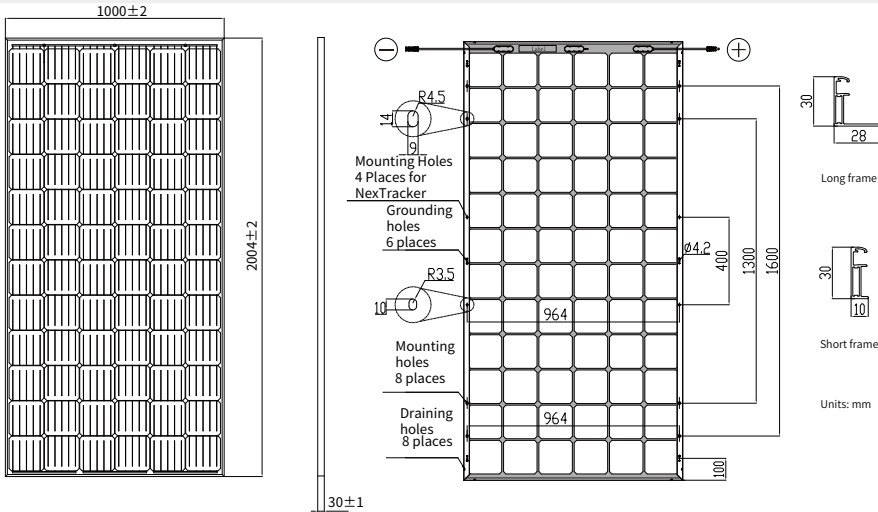 1000±2
2004±2
30±1
Label
R4.5
14
9
Mounting Holes
4 Places for
NexTracker
Grounding
holes
6 places
R3.5
10
Mounting
holes
8 places
Draining
holes
8 places
964
964
ø4.2
400
1300
1600
100
30
28
Long frame
30
10
Short frame
Units: mm